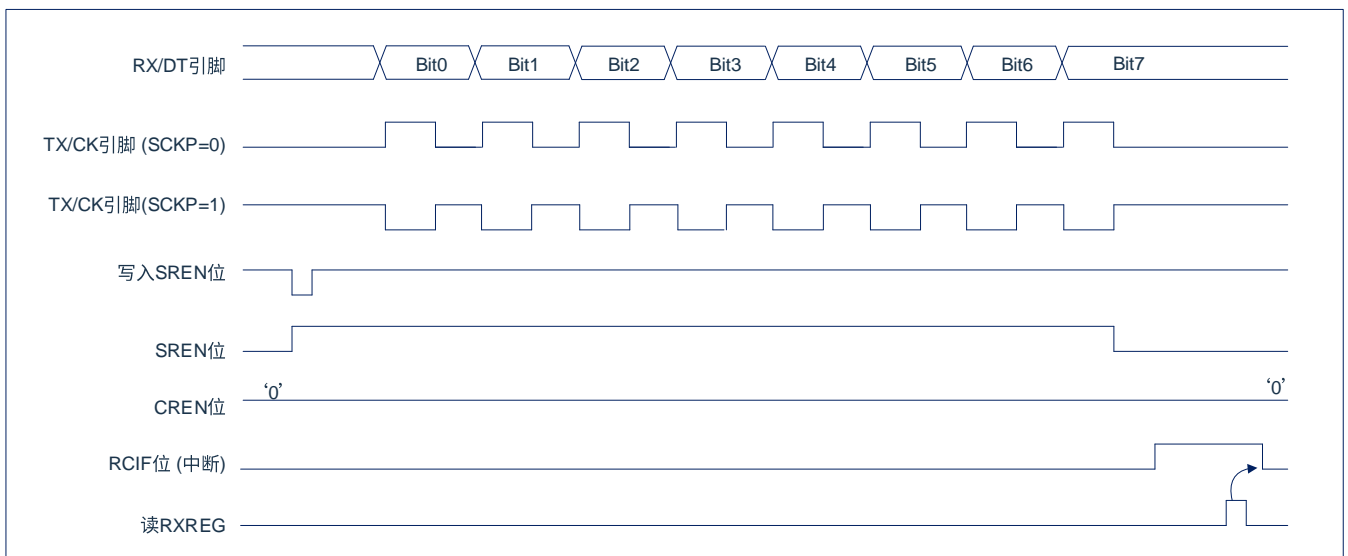 RX/DT引脚 Bit0 Bit1 Bit2 Bit3 Bit4 Bit5 Bit6 Bit7
TX/CK引脚 (SCKP=0)
TX/CK引脚(SCKP=1)
写入SREN位
SREN位
‘0’ ‘0’
CREN位
RCIF位 (中断)
读RXREG